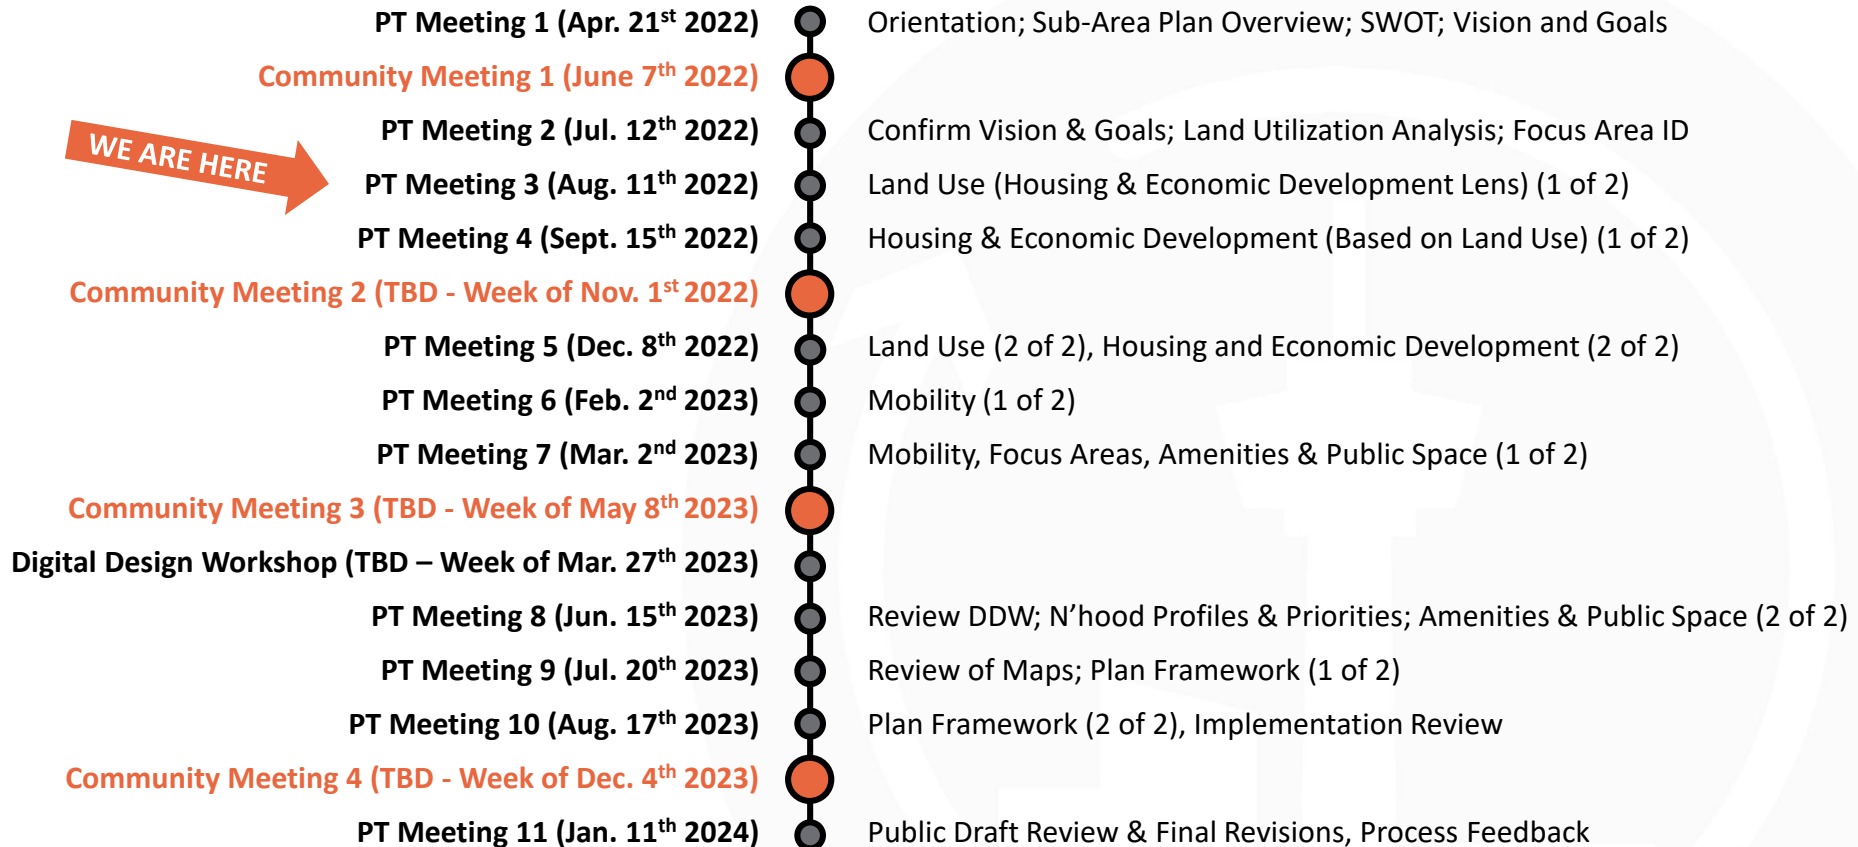 PT Meeting 1 (Apr. 21st 2022) Orientation; Sub-Area Plan Overview; SWOT; Vision and Goals
Community Meeting 1 (June 7th 2022)
PT Meeting 2 (Jul. 12th 2022) Confirm Vision & Goals; Land Utilization Analysis; Focus Area ID
WE ARE HERE
PT Meeting 3 (Aug. 11th 2022) Land Use (Housing & Economic Development Lens) (1 of 2)
PT Meeting 4 (Sept. 15th 2022) Housing & Economic Development (Based on Land Use) (1 of 2)
Community Meeting 2 (TBD - Week of Nov. 1st 2022)
PT Meeting 5 (Dec. 8th 2022) Land Use (2 of 2), Housing and Economic Development (2 of 2)
PT Meeting 6 (Feb. 2nd 2023) Mobility (1 of 2)
PT Meeting 7 (Mar. 2nd 2023) Mobility, Focus Areas, Amenities & Public Space (1 of 2)
Community Meeting 3 (TBD - Week of May 8th 2023)
Digital Design Workshop (TBD – Week of Mar. 27th 2023)
PT Meeting 8 (Jun. 15th 2023) Review DDW; N’hood Profiles & Priorities; Amenities & Public Space (2 of 2)
PT Meeting 9 (Jul. 20th 2023) Review of Maps; Plan Framework (1 of 2)
PT Meeting 10 (Aug. 17th 2023) Plan Framework (2 of 2), Implementation Review
Community Meeting 4 (TBD - Week of Dec. 4th 2023)
PT Meeting 11 (Jan. 11th 2024) Public Draft Review & Final Revisions, Process Feedback